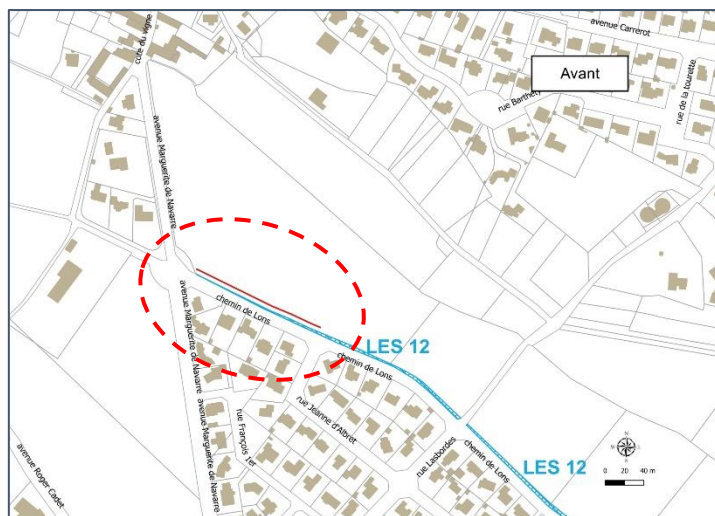 avenue Carrerot
côte du vigne
Avant
rue de la tourette
rue Barthety
avenue Marguerite de Navarre
chemin de Lons
avenue Marguerite de Navarre
LES 12
chemin de Lons
rue Jeanne d'Albret
avenue Marguerite de Navarre
rue François 1er
rue Lasbordes
chemin de Lons
LES 12
avenue Roger Cadet
N
0 20 40 m